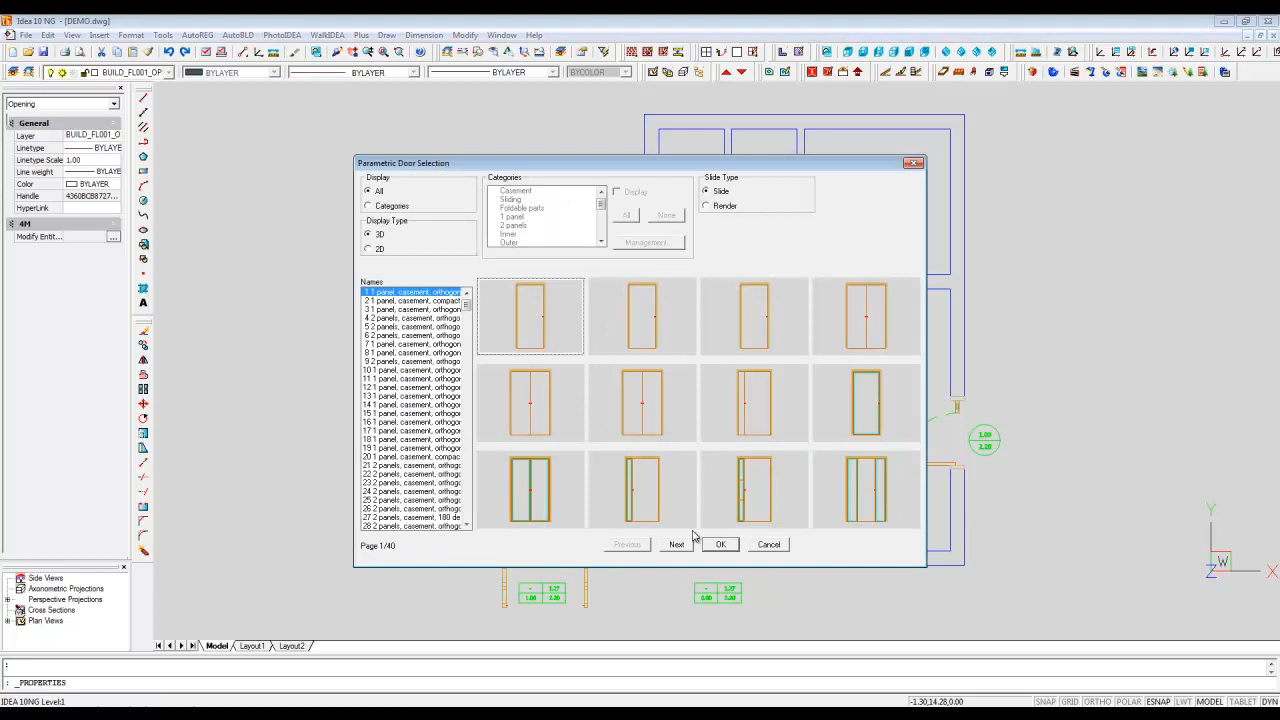 Idea 10 NG - [DEMO.dwg]
File Edit View Insert Format Tools AutoREG AutoBLD PhotoIDEA WalkIDEA Plus Draw Dimension Modify Window Help
BUILD_FL001_OP BYLAYER BYLAYER BYLAYER BYCOLOR
Opening
General
Layer BUILD_FL001_O
Linetype BYLAY
Linetype Scale 1.00
Line weight BYLAY
Color BYLAYER
Handle 4360BCB8727...
HyperLink
4M
Modify Entit... ...
Parametric Door Selection
Display
All
Categories
Display Type
3D
2D
Categories
Casement
Sliding
Foldable parts
1 panel
2 panels
Inner
Outer
Display
All None
Management...
Slide Type
Slide
Render
Names
1 1 panel, casement, orthogon
2 1 panel, casement, compact
3 1 panel, casement, orthogon
4 2 panels, casement, orthogo
5 2 panels, casement, orthogo
6 2 panels, casement, orthogo
7 1 panel, casement, orthogon
8 1 panel, casement, orthogon
9 2 panels, casement, orthogo
10 1 panel, casement, orthogon
11 1 panel, casement, orthogon
12 1 panel, casement, orthogon
13 1 panel, casement, orthogon
14 1 panel, casement, orthogon
15 1 panel, casement, orthogon
16 1 panel, casement, orthogon
17 1 panel, casement, orthogon
18 1 panel, casement, orthogon
19 1 panel, casement, orthogon
20 1 panel, casement, compac
21 2 panels, casement, orthogo
22 2 panels, casement, orthogo
23 2 panels, casement, orthogo
24 2 panels, casement, orthogo
25 2 panels, casement, orthogo
26 2 panels, casement, orthogo
27 2 panels, casement, 180 de
28 2 panels, casement, orthogo
Page 1/40
Previous Next OK Cancel
1.00
2.20
Y
W
Z X
Side Views
Axonometric Projections
Perspective Projections
Cross Sections
Plan Views
Model Layout1 Layout2
:
: _PROPERTIES
IDEA 10NG Level:1
-1.30,14.28,0.00 SNAP GRID ORTHO POLAR ESNAP LWT MODEL TABLET DYN